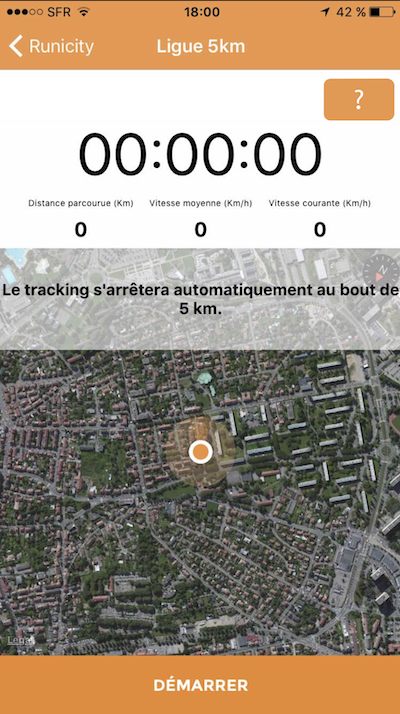 SFR 18:00 42 %
Runicity Ligue 5km
?
00:00:00
Distance parcourue (Km) Vitesse moyenne (Km/h) Vitesse courante (Km/h)
0 0 0
N
Le tracking s'arrêtera automatiquement au bout de
5 km.
Legal
DÉMARRER